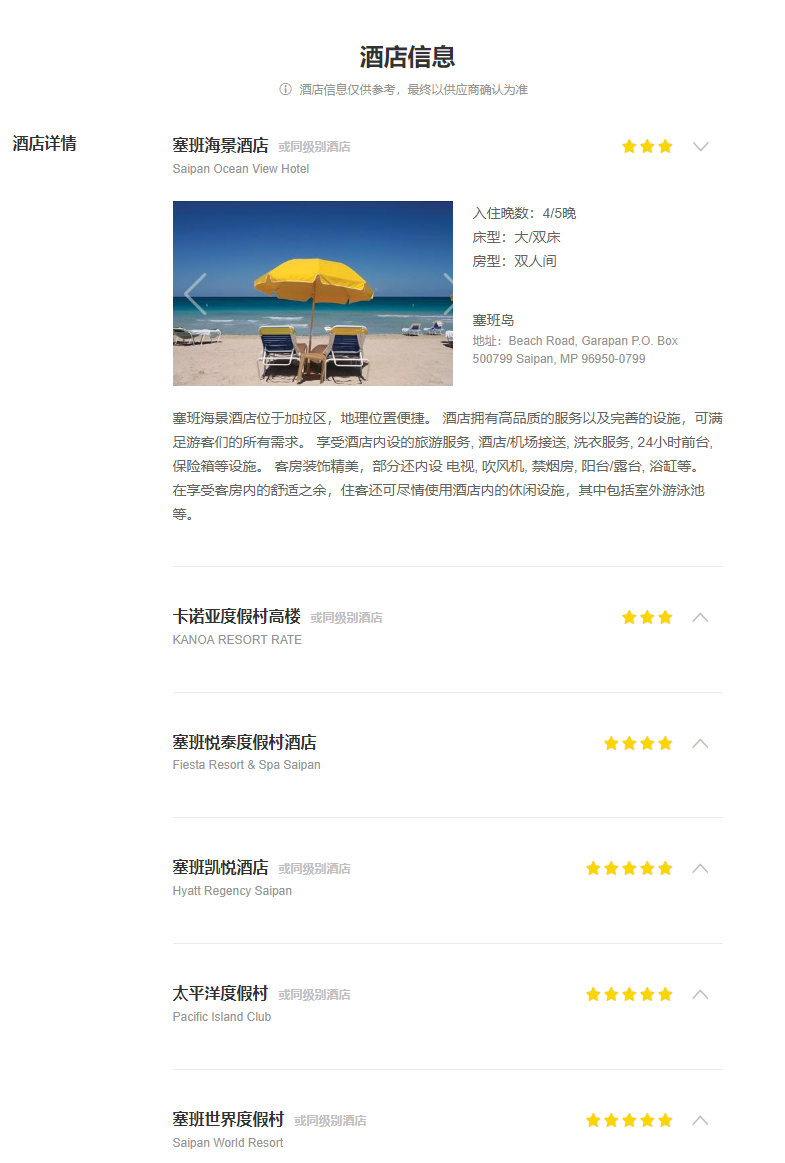 酒店信息
酒店信息仅供参考，最终以供应商确认为准
酒店详情
塞班海景酒店 或同级别酒店
Saipan Ocean View Hotel
入住晚数：4/5晚
床型：大/双床
房型：双人间
塞班岛
地址：Beach Road, Garapan P.O. Box
500799 Saipan, MP 96950-0799
塞班海景酒店位于加拉区，地理位置便捷。 酒店拥有高品质的服务以及完善的设施，可满
足游客们的所有需求。 享受酒店内设的旅游服务, 酒店/机场接送, 洗衣服务, 24小时前台,
保险箱等设施。 客房装饰精美，部分还内设 电视, 吹风机, 禁烟房, 阳台/露台, 浴缸等。
在享受客房内的舒适之余，住客还可尽情使用酒店内的休闲设施，其中包括室外游泳池
等。
卡诺亚度假村高楼 或同级别酒店
KANOA RESORT RATE
塞班悦泰度假村酒店
Fiesta Resort & Spa Saipan
塞班凯悦酒店 或同级别酒店
Hyatt Regency Saipan
太平洋度假村 或同级别酒店
Pacific Island Club
塞班世界度假村 或同级别酒店
Saipan World Resort